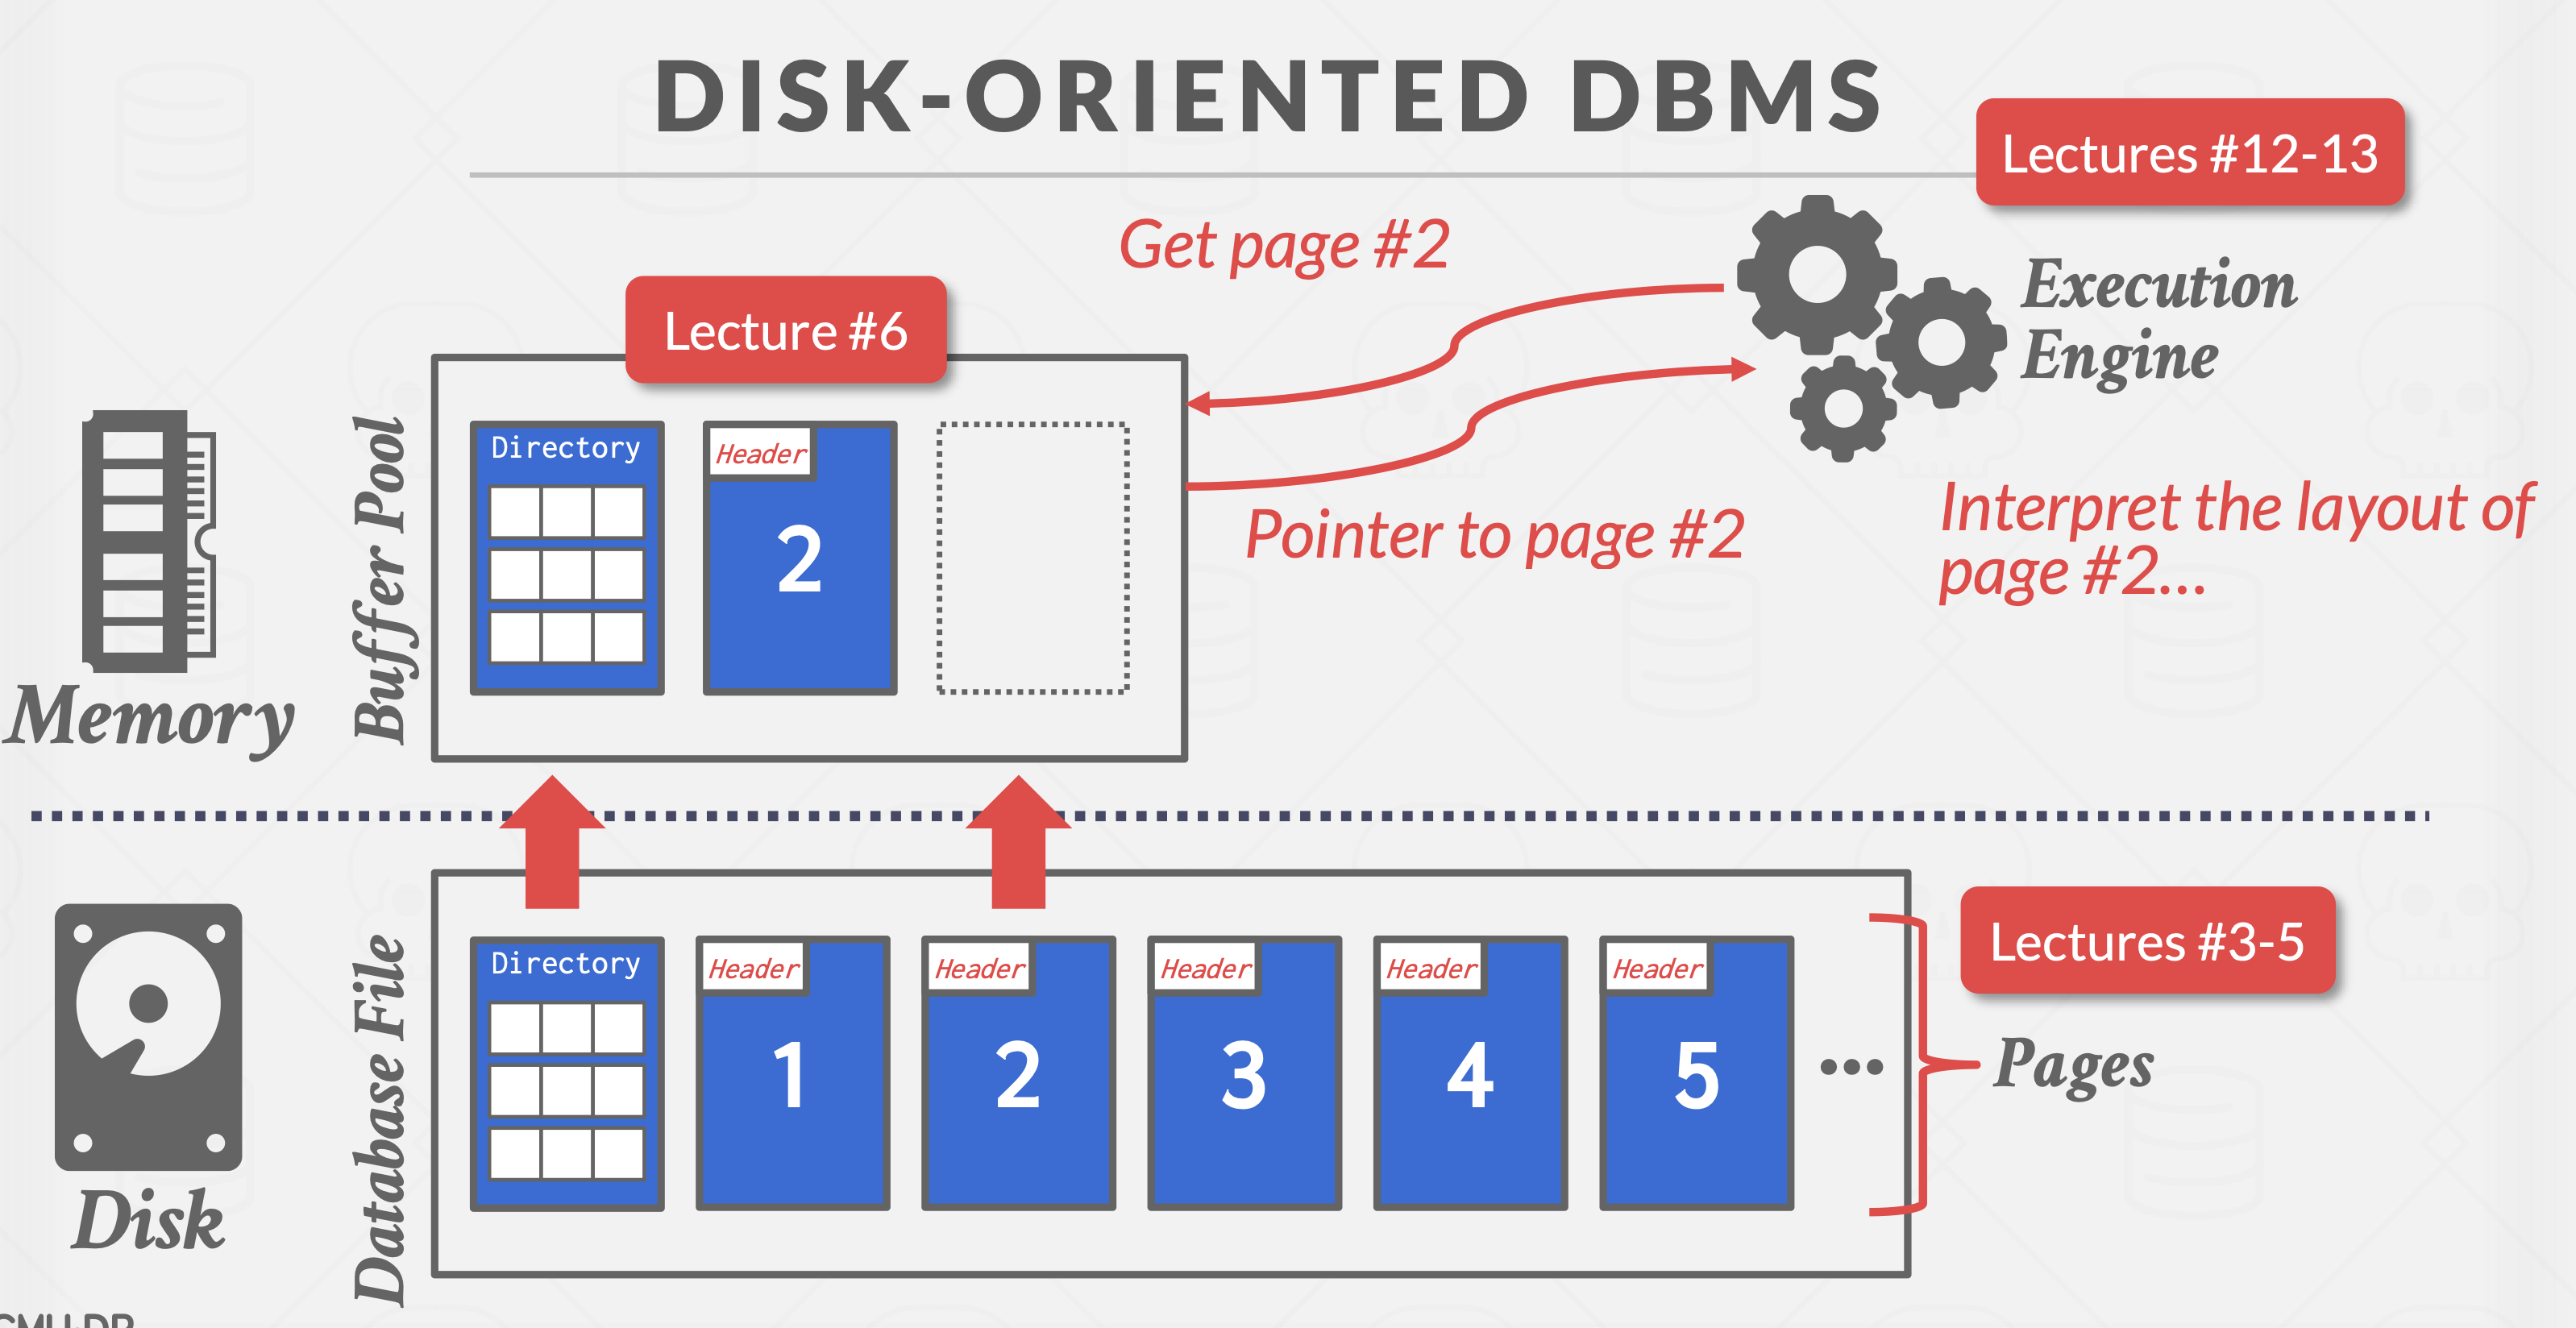 DISK-ORIENTED DBMS
Lectures #12-13
Get page #2
Execution
Engine
Lecture #6
Pointer to page #2
Interpret the layout of
page #2...
Memory
Buffer Pool
Directory
Header
2
Disk
Database File
Directory
Header
1
Header
2
Header
3
Header
4
Header
5
...
Lectures #3-5
Pages